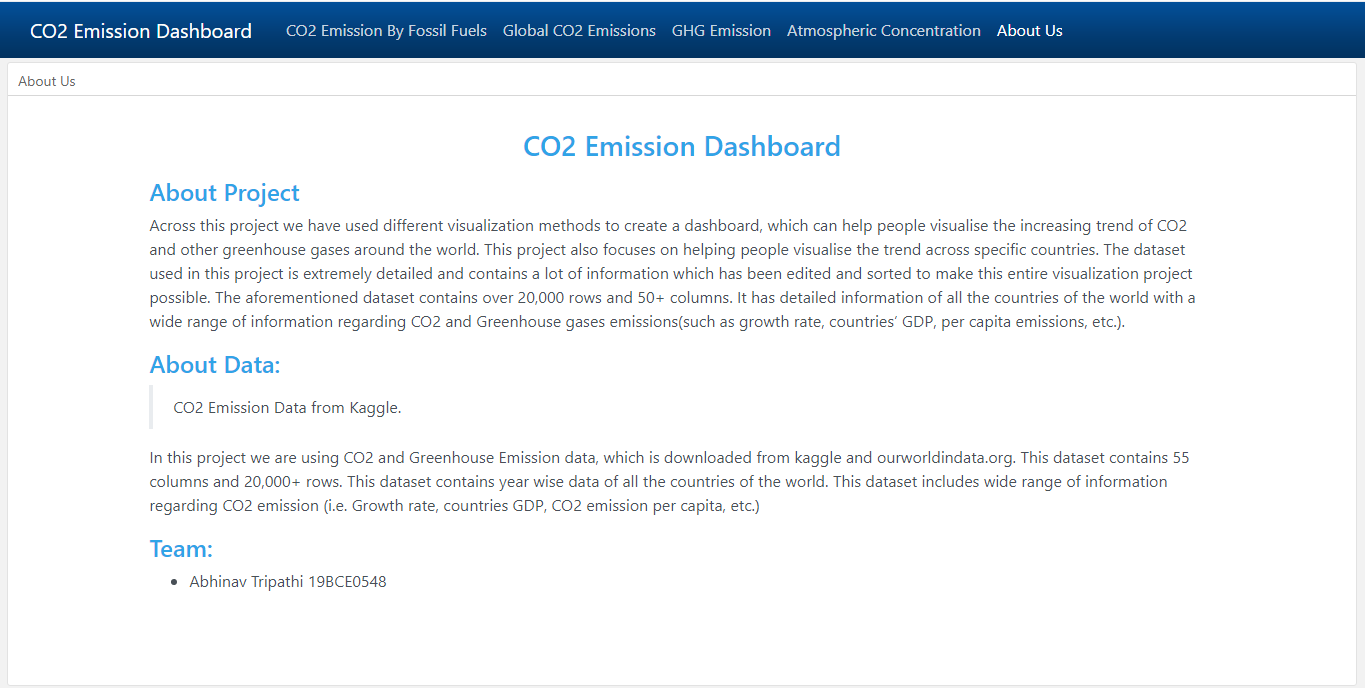 CO2 Emission Dashboard CO2 Emission By Fossil Fuels Global CO2 Emissions GHG Emission Atmospheric Concentration About Us
About Us
CO2 Emission Dashboard
About Project
Across this project we have used different visualization methods to create a dashboard, which can help people visualise the increasing trend of CO2
and other greenhouse gases around the world. This project also focuses on helping people visualise the trend across specific countries. The dataset
used in this project is extremely detailed and contains a lot of information which has been edited and sorted to make this entire visualization project
possible. The aforementioned dataset contains over 20,000 rows and 50+ columns. It has detailed information of all the countries of the world with a
wide range of information regarding CO2 and Greenhouse gases emissions(such as growth rate, countries' GDP, per capita emissions, etc.).
About Data:
CO2 Emission Data from Kaggle.
In this project we are using CO2 and Greenhouse Emission data, which is downloaded from kaggle and ourworldindata.org. This dataset contains 55
columns and 20,000+ rows. This dataset contains year wise data of all the countries of the world. This dataset includes wide range of information
regarding CO2 emission (i.e. Growth rate, countries GDP, CO2 emission per capita, etc.)
Team:
• Abhinav Tripathi 19BCE0548